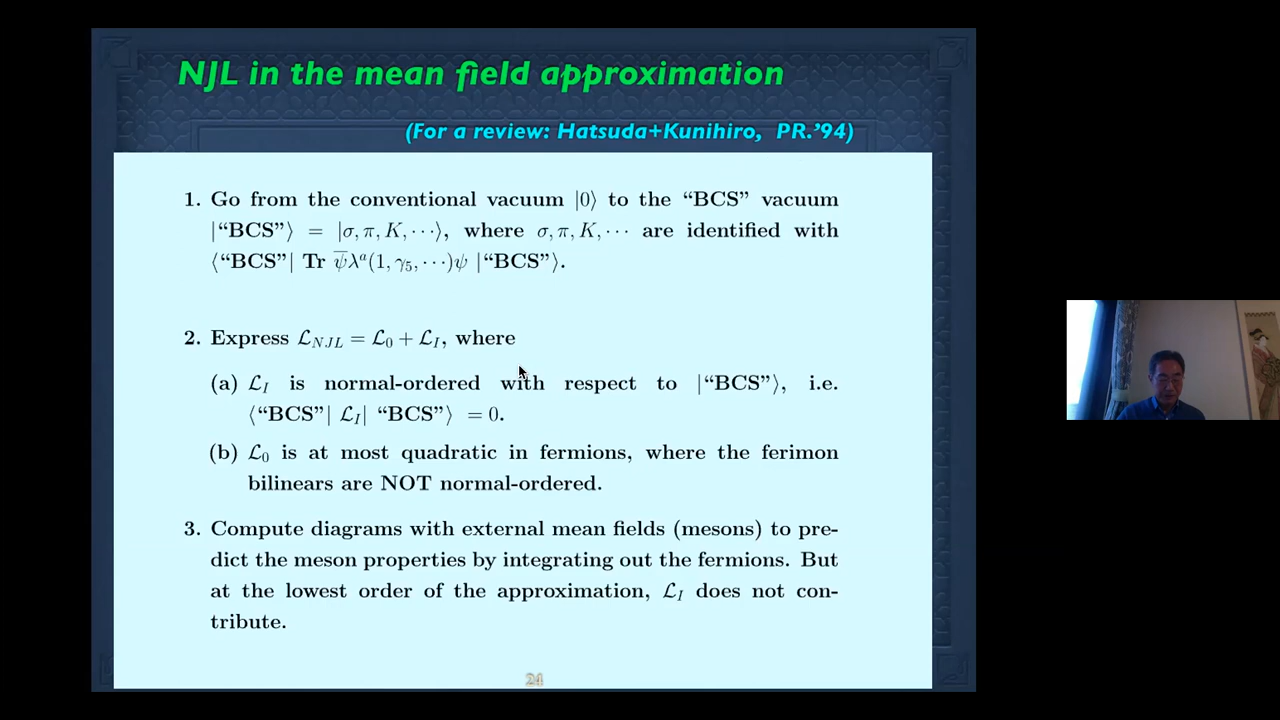 NJL in the mean field approximation
(For a review: Hatsuda+Kunihiro, PR.'94)
1. Go from the conventional vacuum |0⟩ to the “BCS” vacuum
|“BCS”⟩ = |σ, π, K, ⋯⟩, where σ, π, K, ⋯ are identified with
⟨“BCS”| Tr ψ̄λᵃ(1, γ₅, ⋯)ψ |“BCS”⟩.
2. Express ℒ_NJL = ℒ₀ + ℒ_I, where
(a) ℒ_I is normal-ordered with respect to |“BCS”⟩, i.e.
⟨“BCS”| ℒ_I| “BCS”⟩ = 0.
(b) ℒ₀ is at most quadratic in fermions, where the ferimon
bilinears are NOT normal-ordered.
3. Compute diagrams with external mean fields (mesons) to pre-
dict the meson properties by integrating out the fermions. But
at the lowest order of the approximation, ℒ_I does not con-
tribute.
24